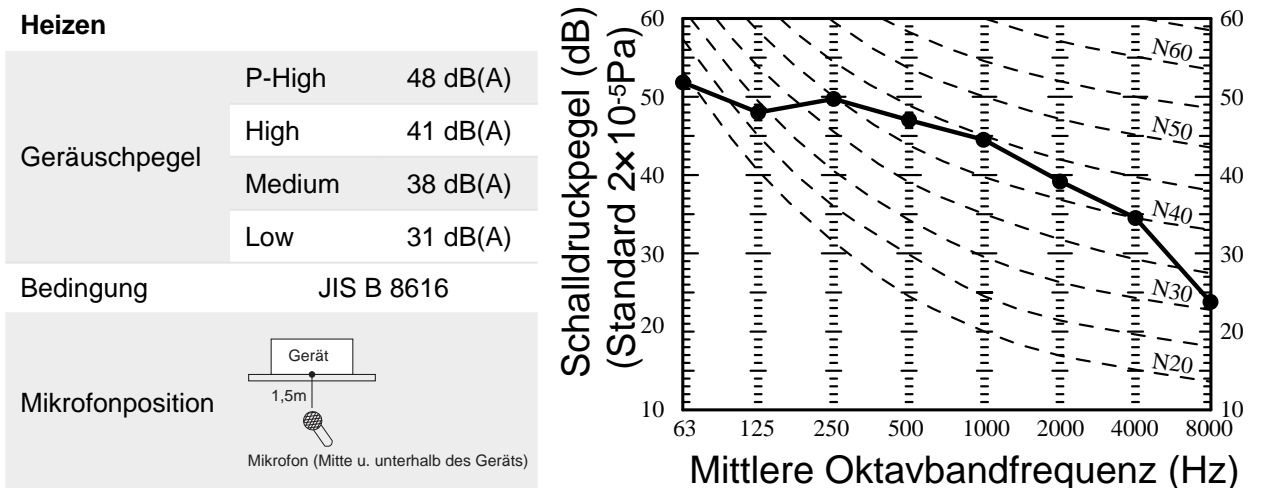 Heizen
Geräuschpegel
P-High 48 dB(A)
High 41 dB(A)
Medium 38 dB(A)
Low 31 dB(A)
Bedingung JIS B 8616
Mikrofonposition
Gerät
1,5m
Mikrofon (Mitte u. unterhalb des Geräts)
Schalldruckpegel (dB)
(Standard 2×10-5Pa)
60 60
50 50
40 40
30 30
20 20
10 10
N60
N50
N40
N30
N20
63 125 250 500 1000 2000 4000 8000
Mittlere Oktavbandfrequenz (Hz)